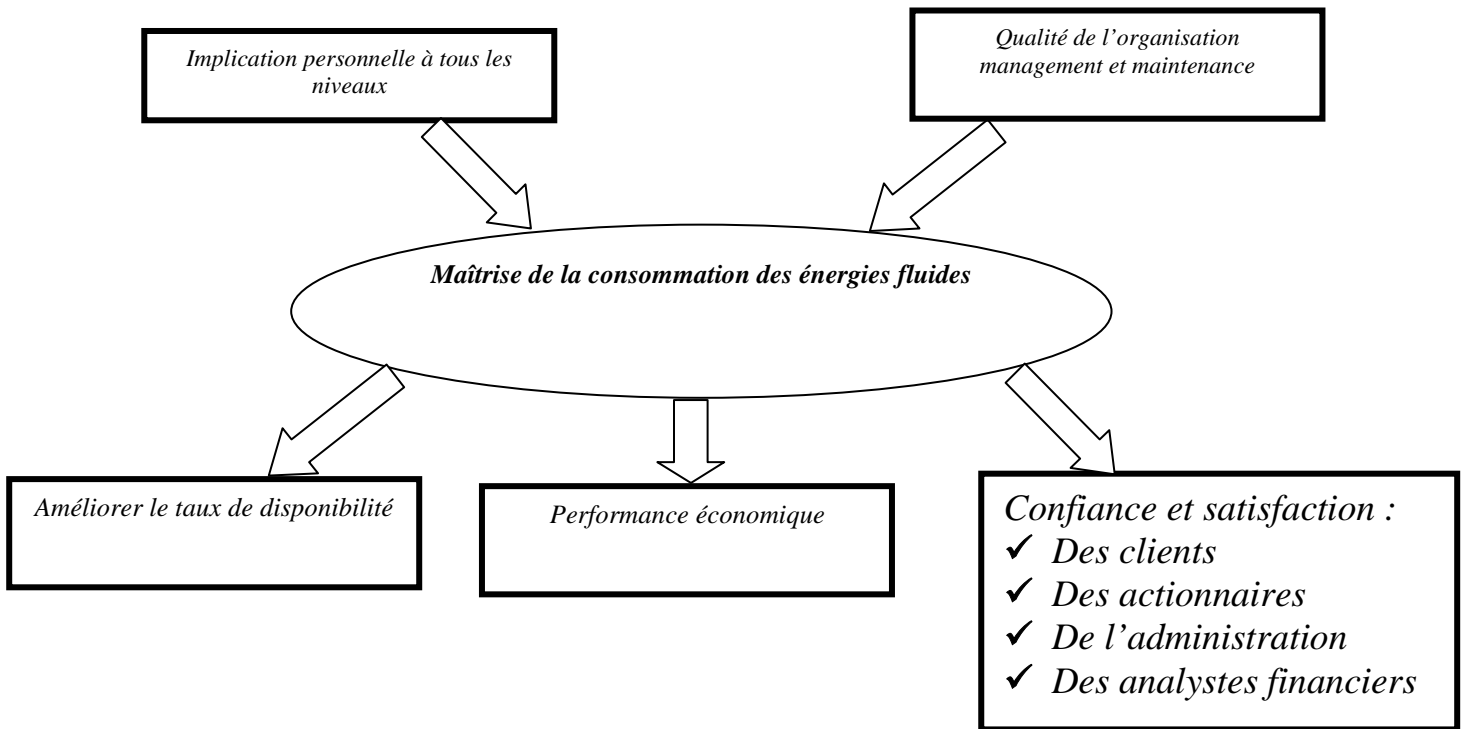 Implication personnelle à tous les
niveaux
Qualité de l’organisation
management et maintenance
Maîtrise de la consommation des énergies fluides
Améliorer le taux de disponibilité
Performance économique
Confiance et satisfaction :
✓ Des clients
✓ Des actionnaires
✓ De l’administration
✓ Des analystes financiers